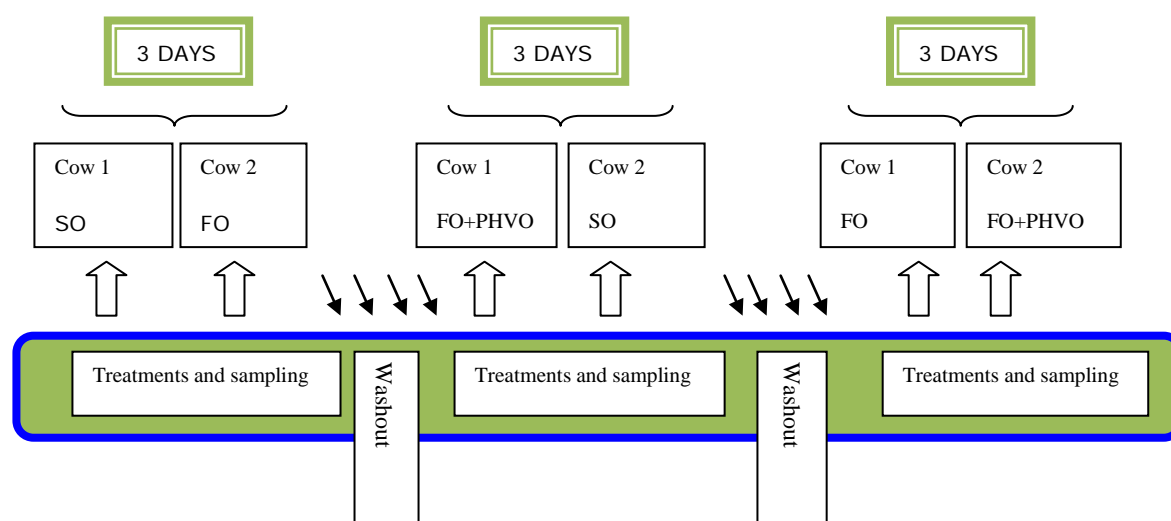 3 DAYS
3 DAYS
3 DAYS
Cow 1
SO
Cow 2
FO
Cow 1
FO+PHVO
Cow 2
SO
Cow 1
FO
Cow 2
FO+PHVO
Treatments and sampling
Washout
Treatments and sampling
Washout
Treatments and sampling